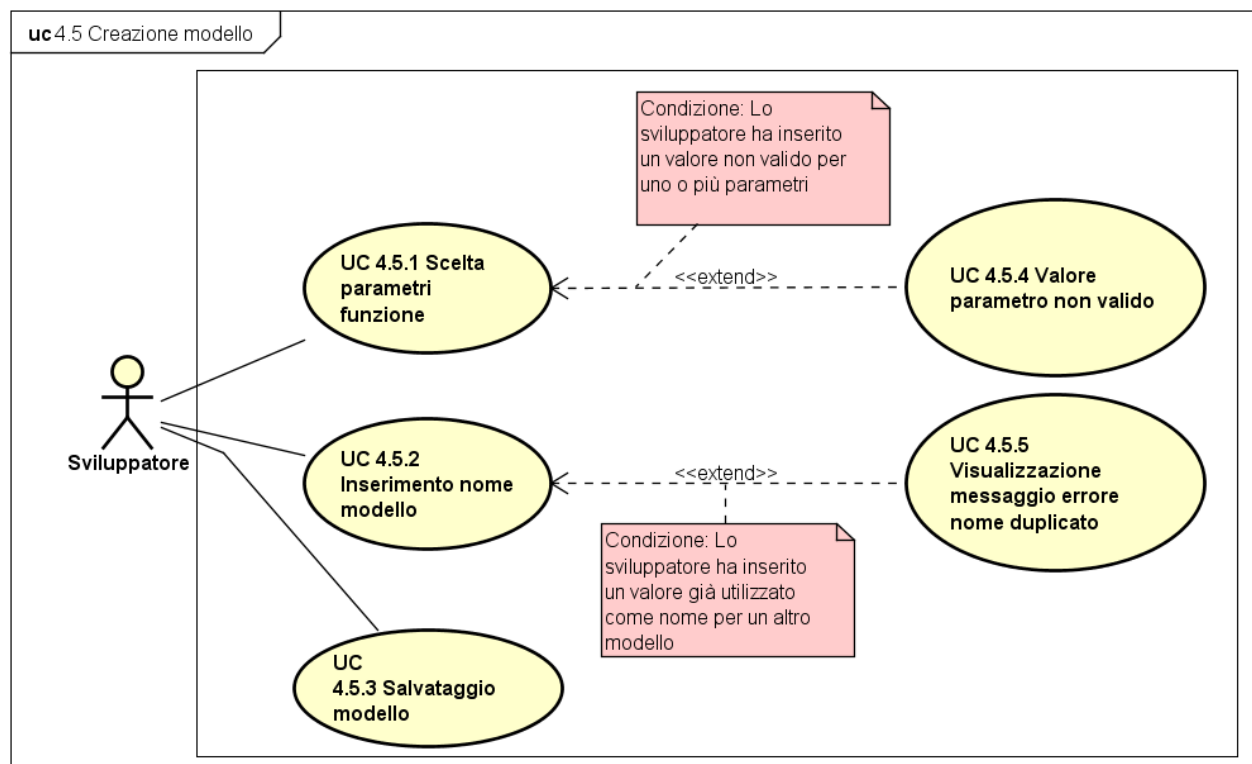 uc 4.5 Creazione modello
Condizione: Lo
sviluppatore ha inserito
un valore non valido per
uno o più parametri
UC 4.5.1 Scelta
parametri
funzione
<<extend>>
UC 4.5.4 Valore
parametro non valido
Sviluppatore
UC 4.5.2
Inserimento nome
modello
<<extend>>
UC 4.5.5
Visualizzazione
messaggio errore
nome duplicato
Condizione: Lo
sviluppatore ha inserito
un valore già utilizzato
come nome per un altro
modello
UC
4.5.3 Salvataggio
modello